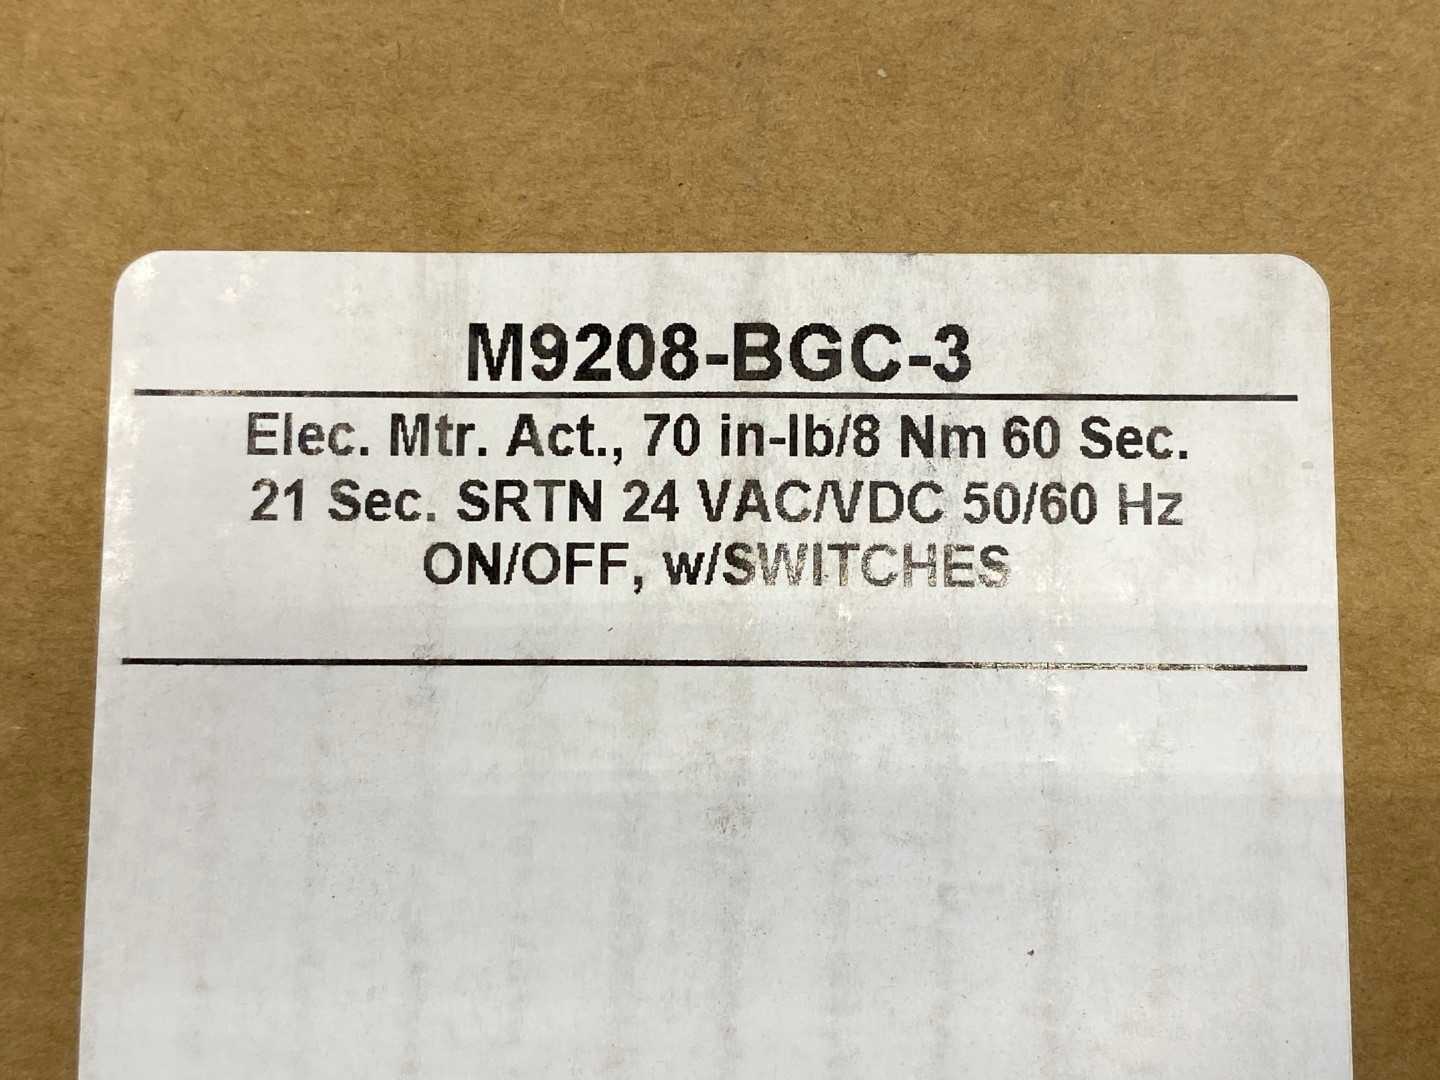 M9208-BGC-3
Elec. Mtr. Act., 70 in-lb/8 Nm 60 Sec.
21 Sec. SRTN 24 VAC/VDC 50/60 Hz
ON/OFF, w/SWITCHES